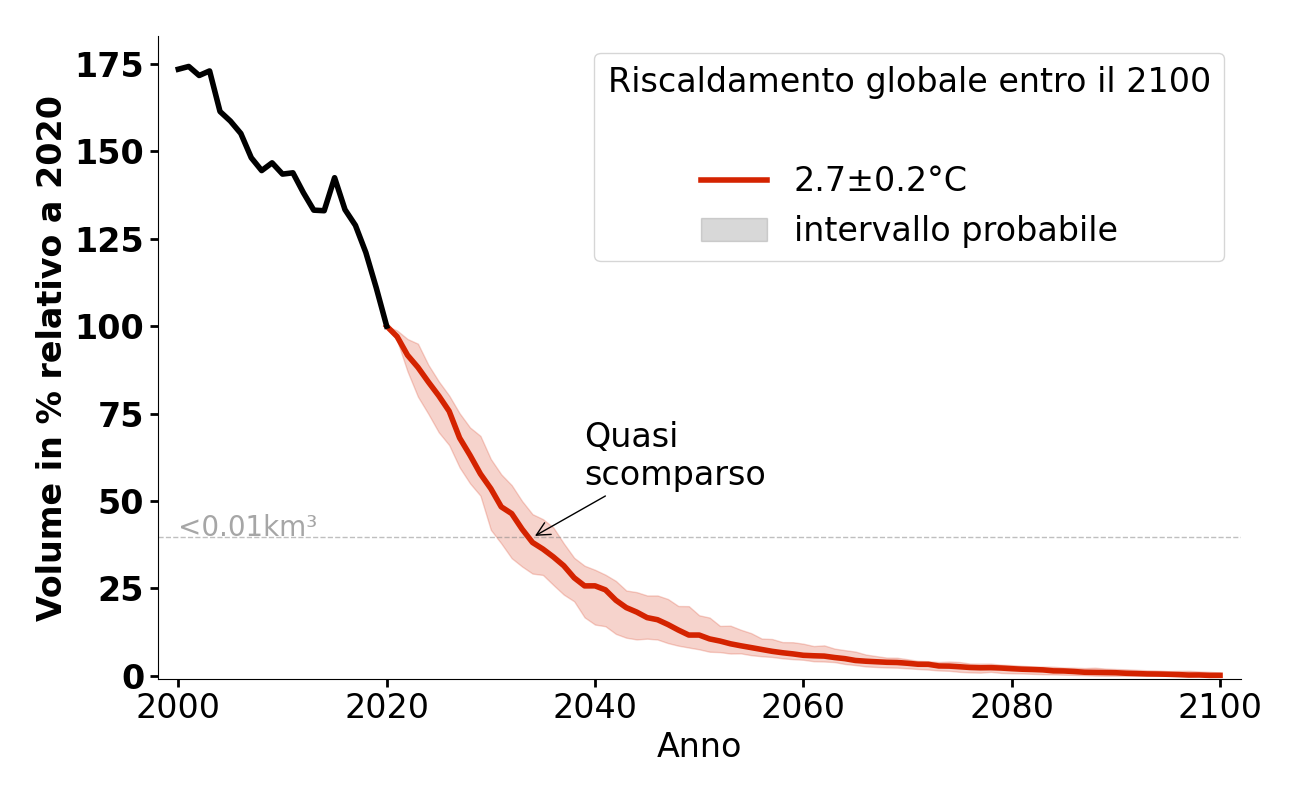 Volume in % relativo a 2020
175
150
125
100
75
50
25
0
Riscaldamento globale entro il 2100
2.7±0.2°C
intervallo probabile
Quasi
scomparso
<0.01km³
2000 2020 2040 2060 2080 2100
Anno